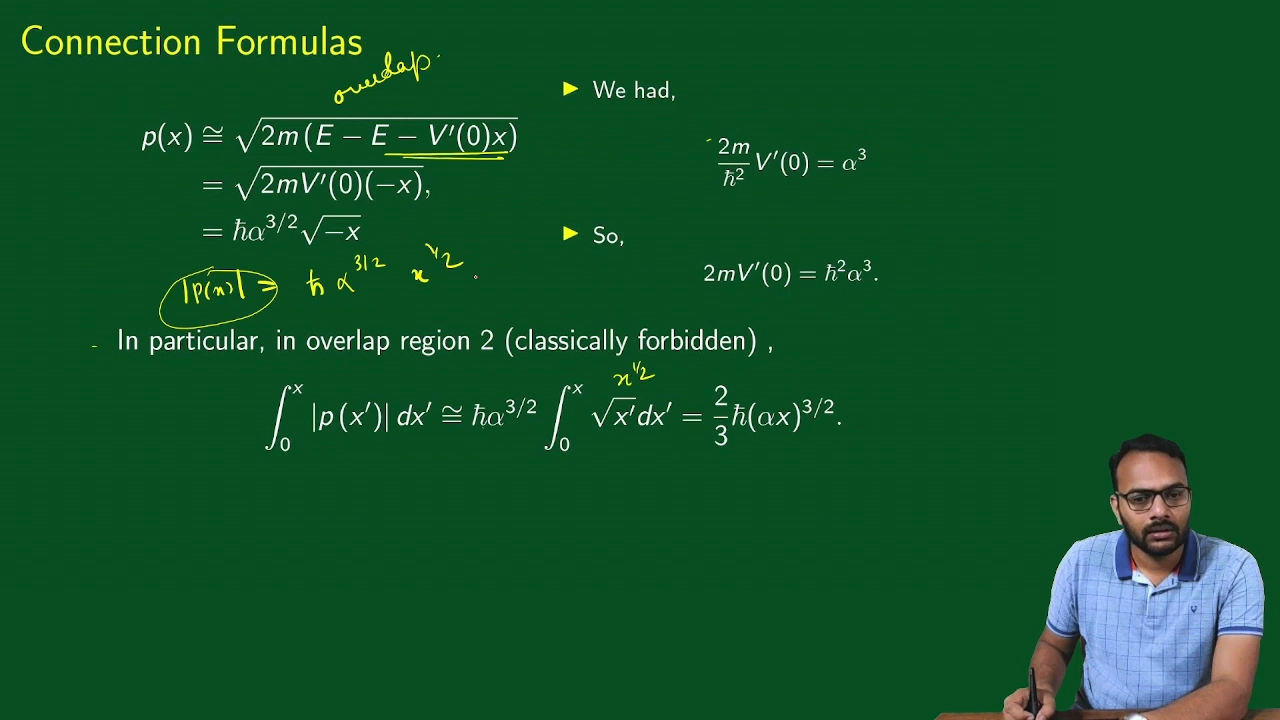 Connection Formulas
overlap.
p(x) ≅ √(2m (E − E − V′(0)x))
= √(2mV′(0)(−x)),
= ħα^{3/2}√(−x)
|p(x)| ⇒ ħ α^{3/2} x^{1/2}
▶ We had,
2m/ħ² V′(0) = α³
▶ So,
2mV′(0) = ħ²α³.
In particular, in overlap region 2 (classically forbidden) ,
x^{1/2}
∫₀ˣ |p (x′)| dx′ ≅ ħα^{3/2} ∫₀ˣ √x′dx′ = 2/3 ħ(αx)^{3/2}.